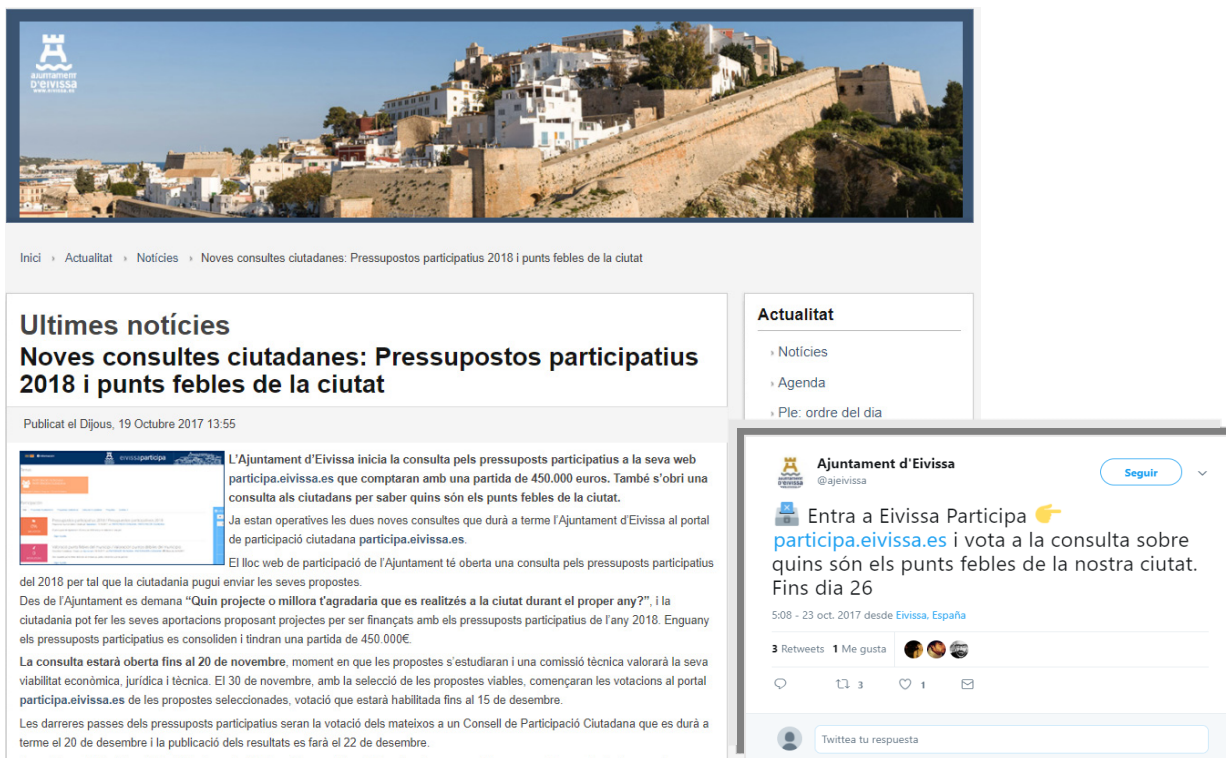 ajuntament
D'EIVISSA
www.eivissa.es
Inici › Actualitat › Notícies › Noves consultes ciutadanes: Pressupostos participatius 2018 i punts febles de la ciutat
Ultimes notícies
Noves consultes ciutadanes: Pressupostos participatius
2018 i punts febles de la ciutat
Publicat el Dijous, 19 Octubre 2017 13:55
eivissaparticipa
L'Ajuntament d'Eivissa inicia la consulta pels pressuposts participatius a la seva web
participa.eivissa.es que comptaran amb una partida de 450.000 euros. També s'obri una
consulta als ciutadans per saber quins són els punts febles de la ciutat.
Ja estan operatives les dues noves consultes que durà a terme l'Ajuntament d'Eivissa al portal
de participació ciutadana participa.eivissa.es.
El lloc web de participació de l'Ajuntament té oberta una consulta pels pressuposts participatius
del 2018 per tal que la ciutadania pugui enviar les seves propostes.
Des de l'Ajuntament es demana “Quin projecte o millora t'agradaria que es realitzés a la ciutat durant el proper any?”, i la
ciutadania pot fer les seves aportacions proposant projectes per ser finançats amb els pressuposts participatius de l'any 2018. Enguany
els pressuposts participatius es consoliden i tindran una partida de 450.000€.
La consulta estarà oberta fins al 20 de novembre, moment en que les propostes s'estudiaran i una comissió tècnica valorarà la seva
viabilitat econòmica, jurídica i tècnica. El 30 de novembre, amb la selecció de les propostes viables, començaran les votacions al portal
participa.eivissa.es de les propostes seleccionades, votació que estarà habilitada fins al 15 de desembre.
Les darreres passes dels pressuposts participatius seran la votació dels mateixos a un Consell de Participació Ciutadana que es durà a
terme el 20 de desembre i la publicació dels resultats es farà el 22 de desembre.
Actualitat
› Notícies
› Agenda
› Ple: ordre del dia
Ajuntament d'Eivissa
@ajeivissa
Seguir
Entra a Eivissa Participa 👉
participa.eivissa.es i vota a la consulta sobre
quins són els punts febles de la nostra ciutat.
Fins dia 26
5:08 - 23 oct. 2017 desde Eivissa, España
3 Retweets 1 Me gusta
3 1
Twittea tu respuesta